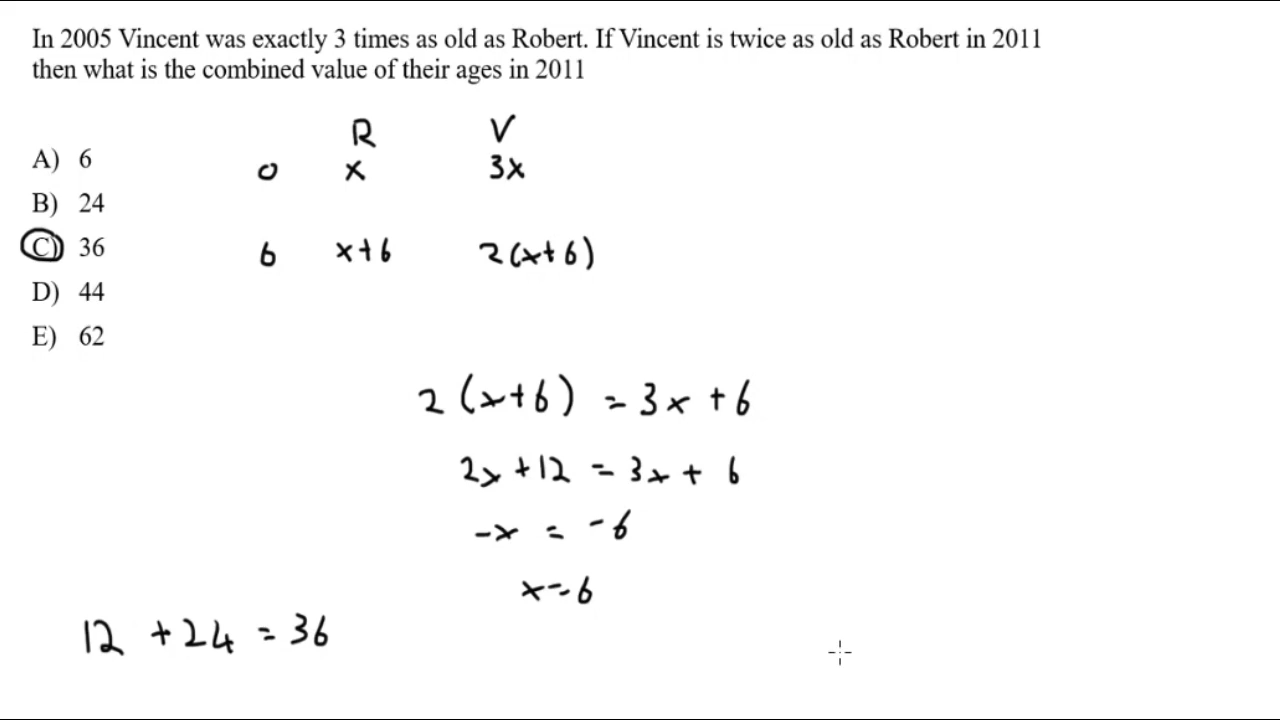 In 2005 Vincent was exactly 3 times as old as Robert. If Vincent is twice as old as Robert in 2011
then what is the combined value of their ages in 2011
R V
A) 6
0 x 3x
B) 24
C) 36
6 x+6 2(x+6)
D) 44
E) 62
2(x+6) = 3x+6
2x+12 = 3x+6
-x = -6
x=6
12 +24 = 36